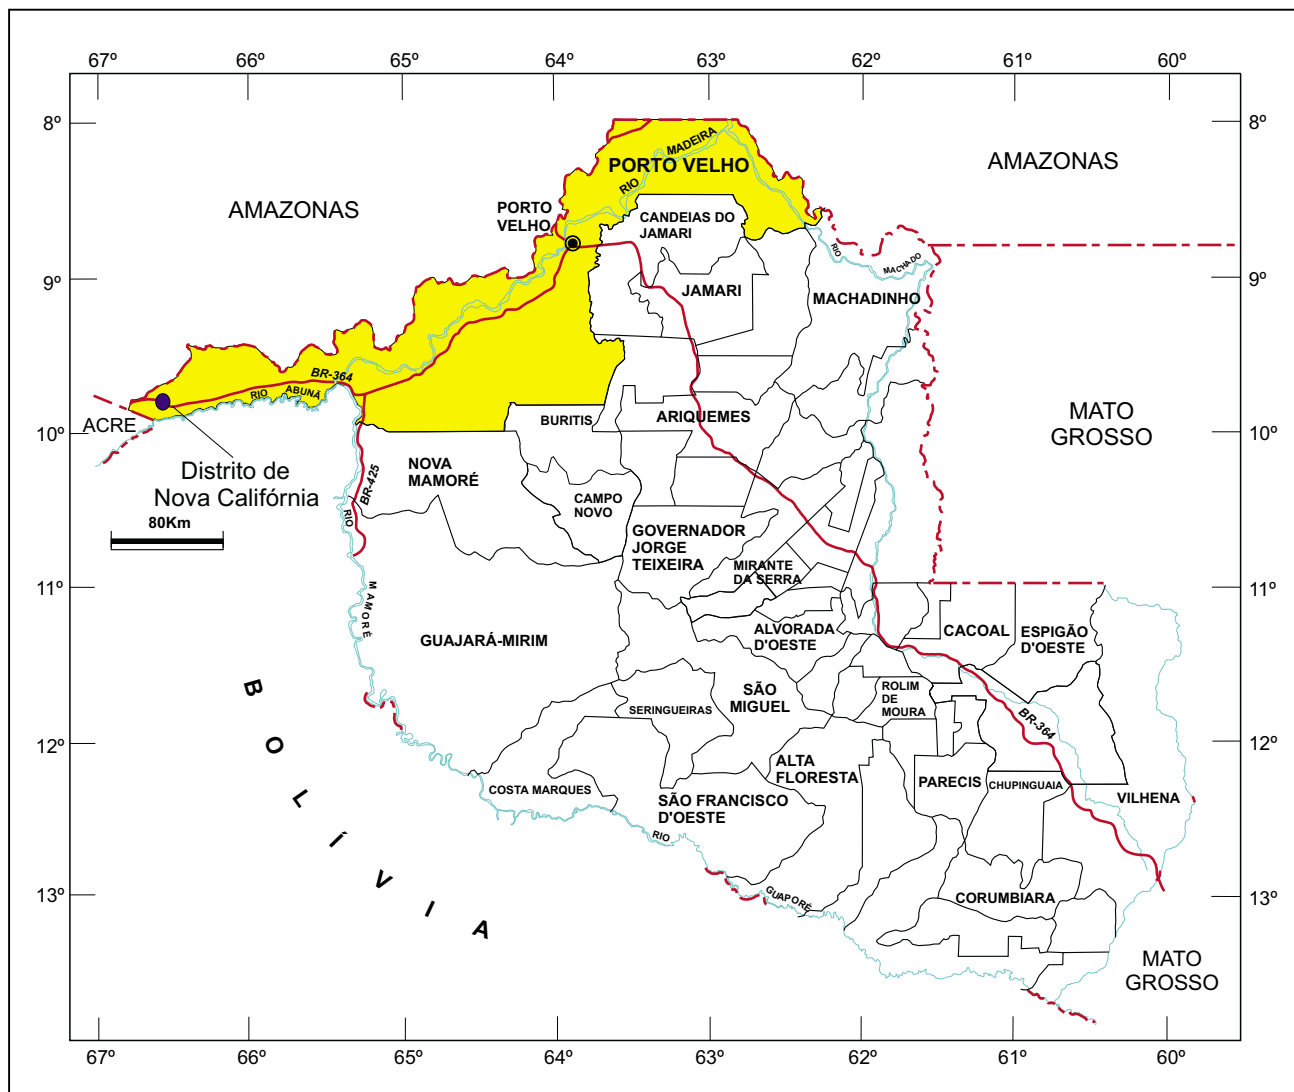 67º 66º 65º 64º 63º 62º 61º 60º
8º 8º
AMAZONAS
AMAZONAS
RIO MADEIRA
PORTO VELHO
PORTO
VELHO
CANDEIAS DO
JAMARI
RIO MACHADO
9º 9º
JAMARI
MACHADINHO
BR-364
RIO ABUNÃ
ACRE
10º 10º
BURITIS
ARIQUEMES
MATO
GROSSO
Distrito de
Nova Califórnia
NOVA
MAMORÉ
BR-425
CAMPO
NOVO
80Km
GOVERNADOR
JORGE
TEIXEIRA
MIRANTE
DA SERRA
RIO MAMORÉ
11º 11º
GUAJARÁ-MIRIM
ALVORADA
D'OESTE
CACOAL
ESPIGÃO
D'OESTE
BOLÍVIA
SÃO
MIGUEL
SERINGUEIRAS
ROLIM
DE
MOURA
BR-364
12º 12º
ALTA
FLORESTA
COSTA MARQUES
SÃO FRANCISCO
D'OESTE
PARECIS
CHUPINGUAIA
VILHENA
RIO GUAPORÉ
13º 13º
CORUMBIARA
MATO
GROSSO
67º 66º 65º 64º 63º 62º 61º 60º